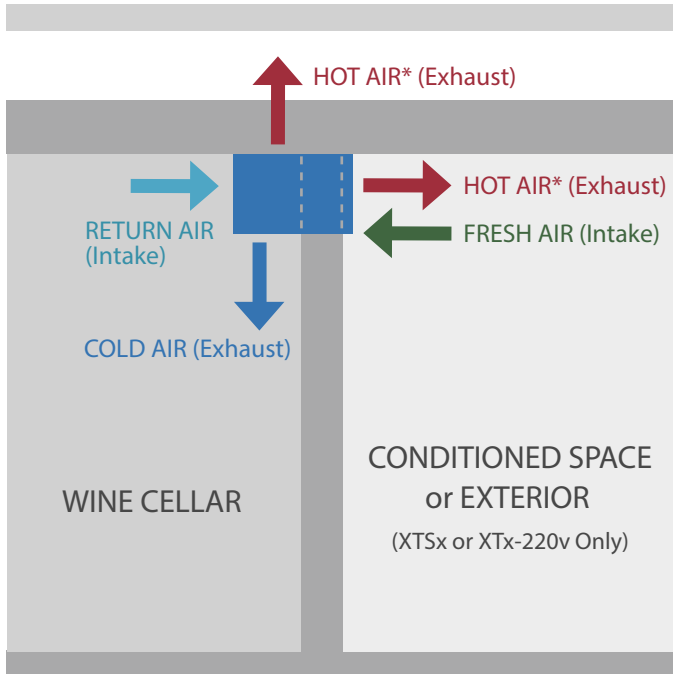 HOT AIR* (Exhaust)
HOT AIR* (Exhaust)
RETURN AIR
(Intake)
FRESH AIR (Intake)
COLD AIR (Exhaust)
CONDITIONED SPACE
or EXTERIOR
(XTSx or XTx-220v Only)
WINE CELLAR